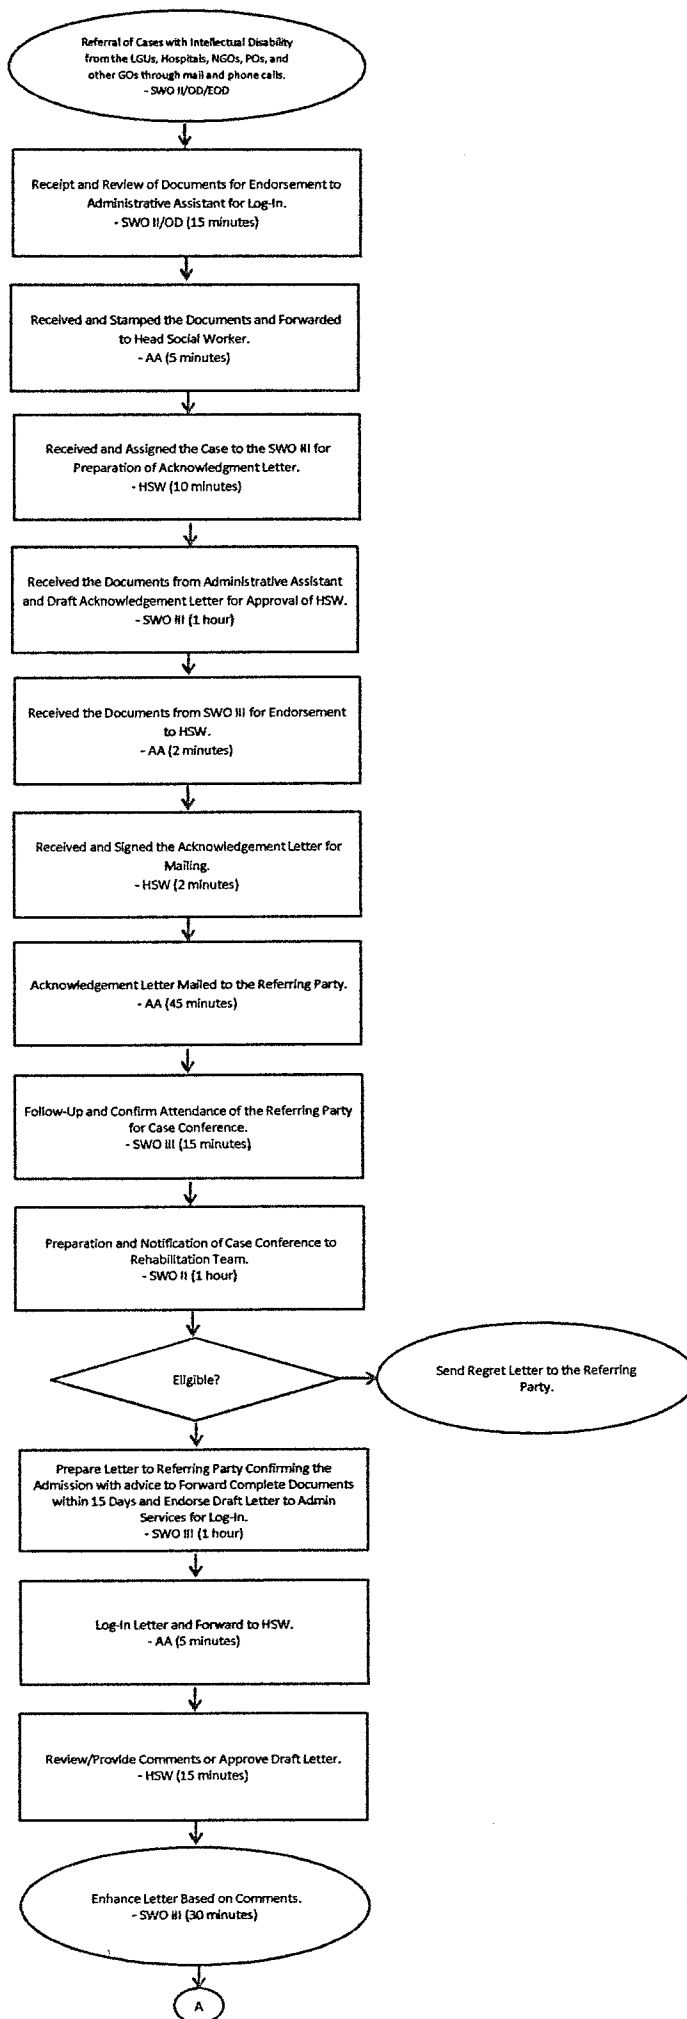 Referral of Cases with Intellectual Disability
from the LGUs, Hospitals, NGOs, POs, and
other GOs through mail and phone calls.
- SWO II/OD/EOD
Receipt and Review of Documents for Endorsement to
Administrative Assistant for Log-In.
- SWO II/OD (15 minutes)
Received and Stamped the Documents and Forwarded
to Head Social Worker.
- AA (5 minutes)
Received and Assigned the Case to the SWO III for
Preparation of Acknowledgment Letter.
- HSW (10 minutes)
Received the Documents from Administrative Assistant
and Draft Acknowledgement Letter for Approval of HSW.
- SWO III (1 hour)
Received the Documents from SWO III for Endorsement
to HSW.
- AA (2 minutes)
Received and Signed the Acknowledgement Letter for
Mailing.
- HSW (2 minutes)
Acknowledgement Letter Mailed to the Referring Party.
- AA (45 minutes)
Follow-Up and Confirm Attendance of the Referring Party
for Case Conference.
- SWO III (15 minutes)
Preparation and Notification of Case Conference to
Rehabilitation Team.
- SWO II (1 hour)
Eligible?
Send Regret Letter to the Referring
Party.
Prepare Letter to Referring Party Confirming the
Admission with advice to Forward Complete Documents
within 15 Days and Endorse Draft Letter to Admin
Services for Log-In.
- SWO III (1 hour)
Log-In Letter and Forward to HSW.
- AA (5 minutes)
Review/Provide Comments or Approve Draft Letter.
- HSW (15 minutes)
Enhance Letter Based on Comments.
- SWO III (30 minutes)
A